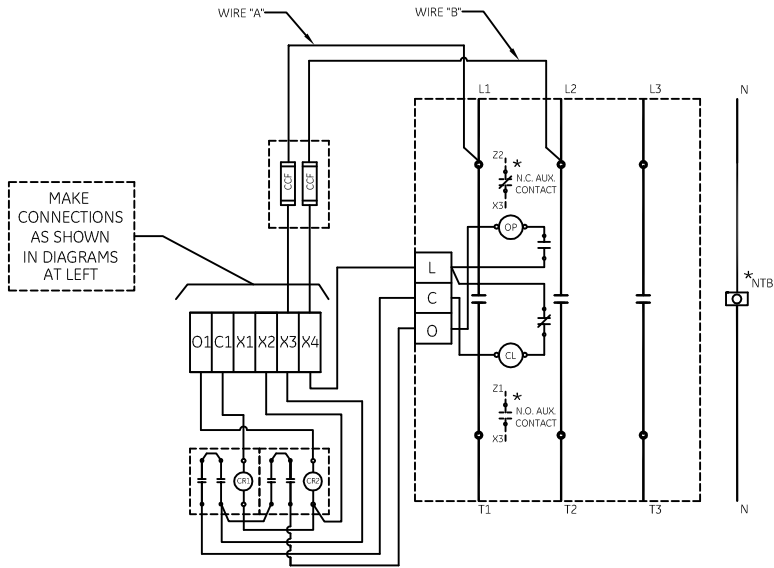 WIRE "A"
WIRE "B"
L1
L2
L3
N
CCF
CCF
Z2
*
N.C. AUX.
CONTACT
X3
MAKE
CONNECTIONS
AS SHOWN
IN DIAGRAMS
AT LEFT
OP
L
C
O
*NTB
O1
C1
X1
X2
X3
X4
CL
Z1
*
N.O. AUX.
CONTACT
X3
CR1
CR2
T1
T2
T3
N